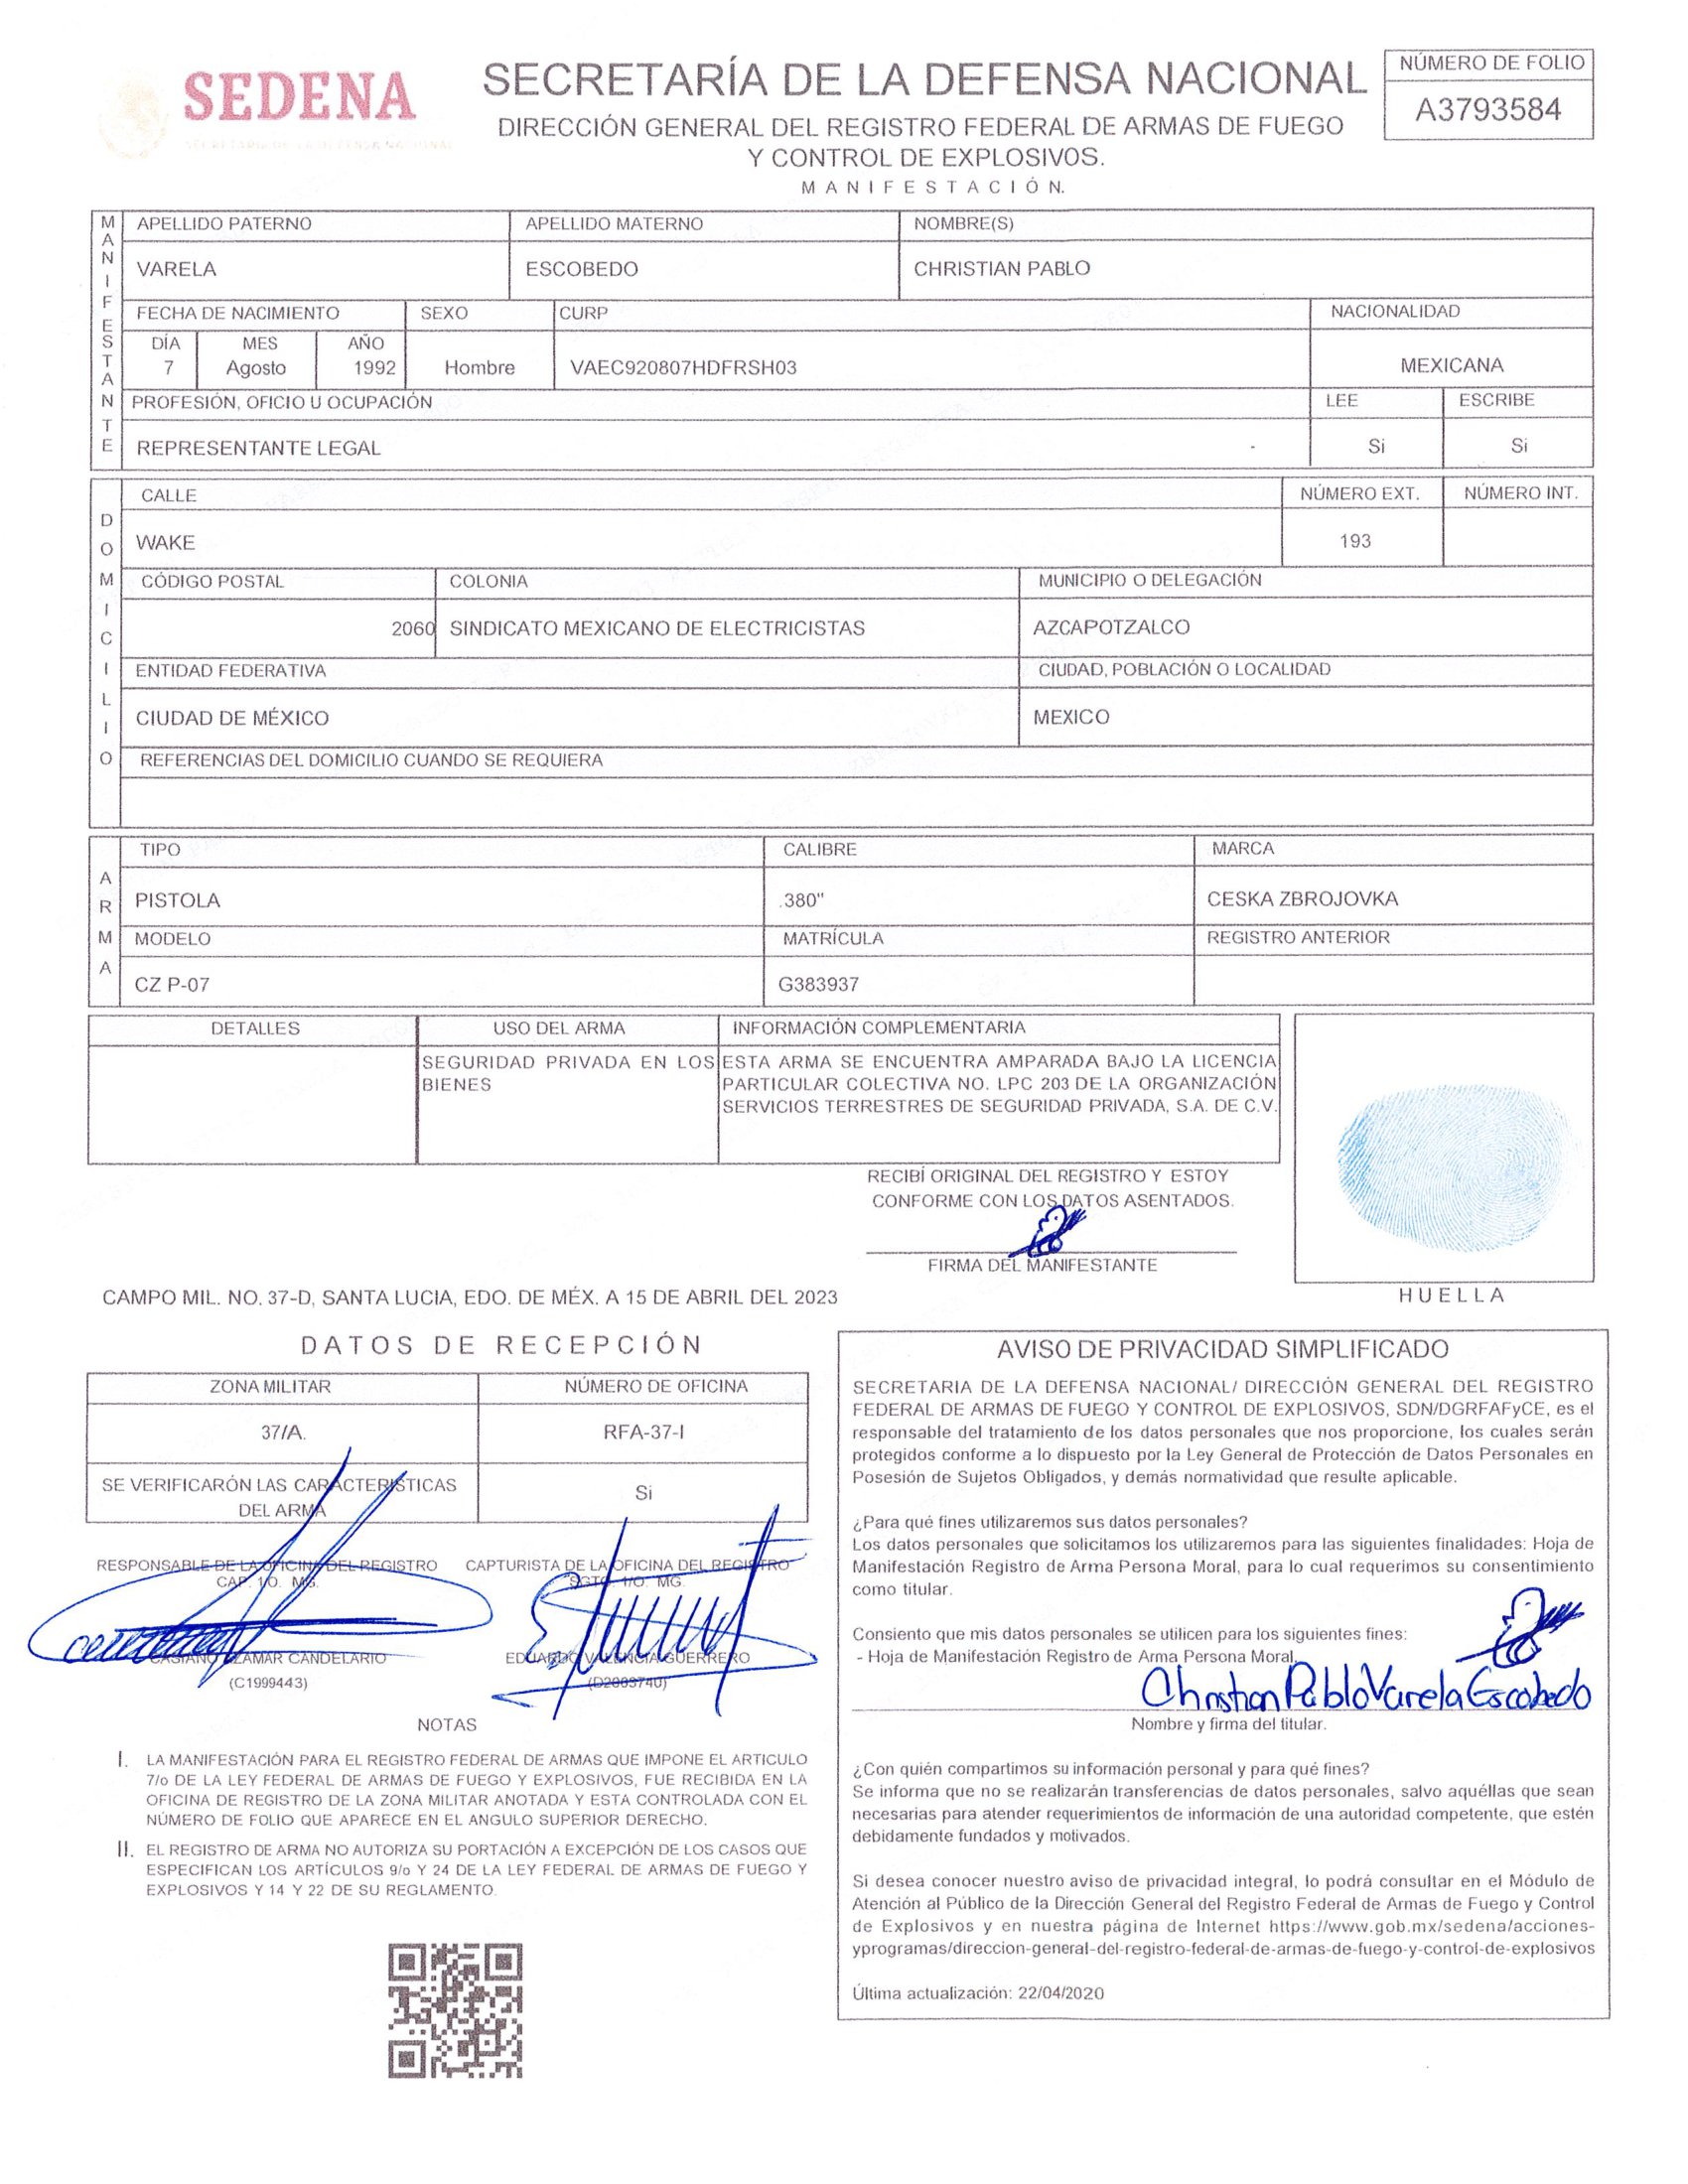 SEDENA
SECRETARÍA DE LA DEFENSA NACIONAL
SECRETARÍA DE LA DEFENSA NACIONAL
DIRECCIÓN GENERAL DEL REGISTRO FEDERAL DE ARMAS DE FUEGO
Y CONTROL DE EXPLOSIVOS.
MANIFESTACIÓN.
NÚMERO DE FOLIO
A3793584
MANIFESTANTE
APELLIDO PATERNO APELLIDO MATERNO NOMBRE(S)
VARELA ESCOBEDO CHRISTIAN PABLO
FECHA DE NACIMIENTO SEXO CURP NACIONALIDAD
DÍA MES AÑO
7 Agosto 1992 Hombre VAEC920807HDFRSH03 MEXICANA
PROFESIÓN, OFICIO U OCUPACIÓN LEE ESCRIBE
REPRESENTANTE LEGAL - Si Si
DOMICILIO
CALLE NÚMERO EXT. NÚMERO INT.
WAKE 193
CÓDIGO POSTAL COLONIA MUNICIPIO O DELEGACIÓN
2060 SINDICATO MEXICANO DE ELECTRICISTAS AZCAPOTZALCO
ENTIDAD FEDERATIVA CIUDAD, POBLACIÓN O LOCALIDAD
CIUDAD DE MÉXICO MEXICO
REFERENCIAS DEL DOMICILIO CUANDO SE REQUIERA
ARMA
TIPO CALIBRE MARCA
PISTOLA .380" CESKA ZBROJOVKA
MODELO MATRÍCULA REGISTRO ANTERIOR
CZ P-07 G383937
DETALLES USO DEL ARMA INFORMACIÓN COMPLEMENTARIA
SEGURIDAD PRIVADA EN LOS BIENES
ESTA ARMA SE ENCUENTRA AMPARADA BAJO LA LICENCIA
PARTICULAR COLECTIVA NO. LPC 203 DE LA ORGANIZACIÓN
SERVICIOS TERRESTRES DE SEGURIDAD PRIVADA, S.A. DE C.V.
RECIBÍ ORIGINAL DEL REGISTRO Y ESTOY
CONFORME CON LOS DATOS ASENTADOS.
FIRMA DEL MANIFESTANTE
HUELLA
CAMPO MIL. NO. 37-D, SANTA LUCIA, EDO. DE MÉX. A 15 DE ABRIL DEL 2023
DATOS DE RECEPCIÓN
ZONA MILITAR NÚMERO DE OFICINA
37/A. RFA-37-I
SE VERIFICARÓN LAS CARACTERISTICAS
DEL ARMA
Si
RESPONSABLE DE LA OFICINA DEL REGISTRO
CAP. 1/O. MG.
CASIANO AZAMAR CANDELARIO
(C1999443)
CAPTURISTA DE LA OFICINA DEL REGISTRO
SGTO. 1/O. MG.
EDUARDO VALENCIA GUERRERO
NOTAS
I. LA MANIFESTACIÓN PARA EL REGISTRO FEDERAL DE ARMAS QUE IMPONE EL ARTICULO
7/o DE LA LEY FEDERAL DE ARMAS DE FUEGO Y EXPLOSIVOS, FUE RECIBIDA EN LA
OFICINA DE REGISTRO DE LA ZONA MILITAR ANOTADA Y ESTA CONTROLADA CON EL
NÚMERO DE FOLIO QUE APARECE EN EL ANGULO SUPERIOR DERECHO.
II. EL REGISTRO DE ARMA NO AUTORIZA SU PORTACIÓN A EXCEPCIÓN DE LOS CASOS QUE
ESPECIFICAN LOS ARTÍCULOS 9/o Y 24 DE LA LEY FEDERAL DE ARMAS DE FUEGO Y
EXPLOSIVOS Y 14 Y 22 DE SU REGLAMENTO.
AVISO DE PRIVACIDAD SIMPLIFICADO
SECRETARIA DE LA DEFENSA NACIONAL/ DIRECCIÓN GENERAL DEL REGISTRO
FEDERAL DE ARMAS DE FUEGO Y CONTROL DE EXPLOSIVOS, SDN/DGRFAFyCE, es el
responsable del tratamiento de los datos personales que nos proporcione, los cuales serán
protegidos conforme a lo dispuesto por la Ley General de Protección de Datos Personales en
Posesión de Sujetos Obligados, y demás normatividad que resulte aplicable.
¿Para qué fines utilizaremos sus datos personales?
Los datos personales que solicitamos los utilizaremos para las siguientes finalidades: Hoja de
Manifestación Registro de Arma Persona Moral, para lo cual requerimos su consentimiento
como titular.
Consiento que mis datos personales se utilicen para los siguientes fines:
- Hoja de Manifestación Registro de Arma Persona Moral.
Christian Pablo Varela Escobedo
Nombre y firma del titular.
¿Con quién compartimos su información personal y para qué fines?
Se informa que no se realizarán transferencias de datos personales, salvo aquéllas que sean
necesarias para atender requerimientos de información de una autoridad competente, que estén
debidamente fundados y motivados.
Si desea conocer nuestro aviso de privacidad integral, lo podrá consultar en el Módulo de
Atención al Público de la Dirección General del Registro Federal de Armas de Fuego y Control
de Explosivos y en nuestra página de Internet https://www.gob.mx/sedena/acciones-
yprogramas/direccion-general-del-registro-federal-de-armas-de-fuego-y-control-de-explosivos
Última actualización: 22/04/2020